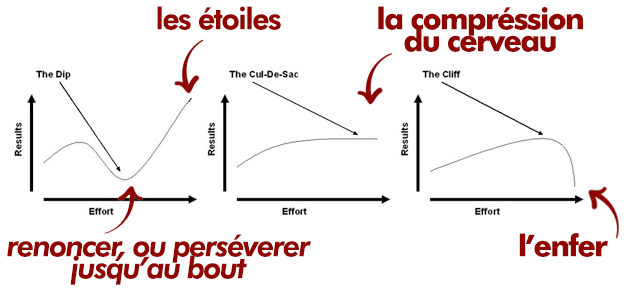 les étoiles
la compréssion
du cerveau
The Dip
The Cul-De-Sac
The Cliff
Results
Results
Results
Effort
Effort
Effort
renoncer, ou perséverer
jusqu'au bout
l'enfer